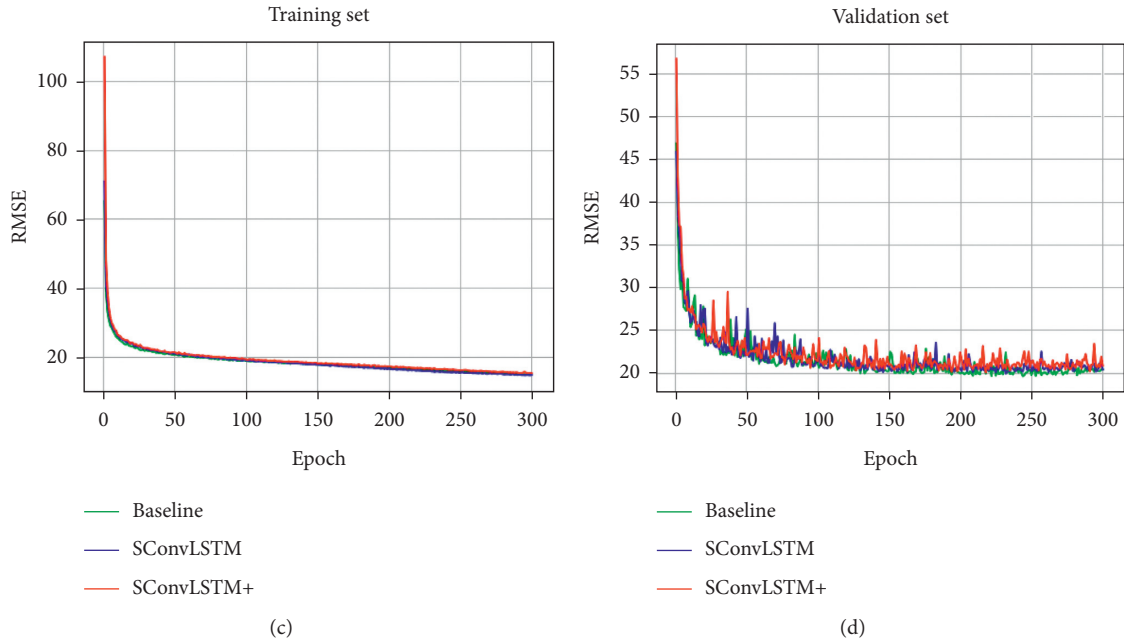 Training set
100
80
60
40
20
RMSE
0 50 100 150 200 250 300
Epoch
Baseline
SConvLSTM
SConvLSTM+
(c)
Validation set
55
50
45
40
35
30
25
20
RMSE
0 50 100 150 200 250 300
Epoch
Baseline
SConvLSTM
SConvLSTM+
(d)